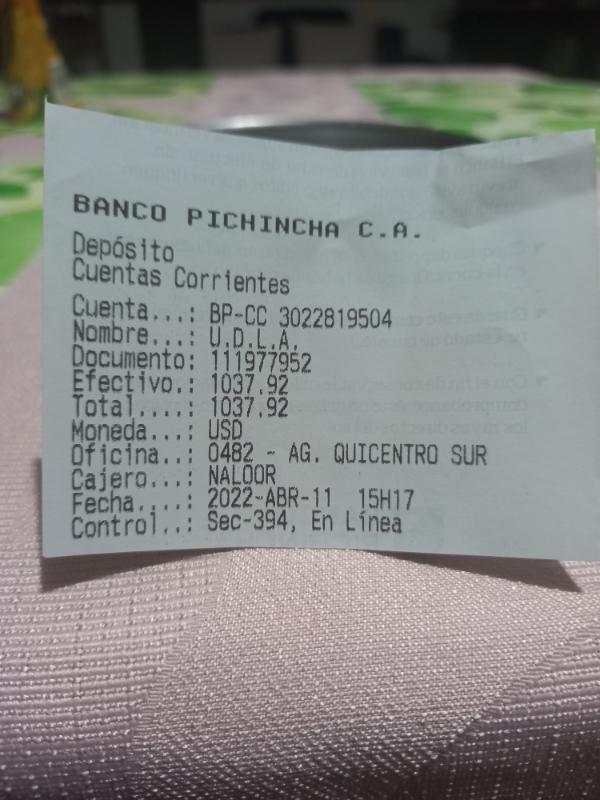 BANCO PICHINCHA C.A.
Depósito
Cuentas Corrientes
Cuenta...: BP-CC 3022819504
Nombre...: U.D.L.A.
Documento: 111977952
Efectivo.: 1037.92
Total....: 1037.92
Moneda...: USD
Oficina..: 0482 - AG. QUICENTRO SUR
Cajero...: NALOOR
Fecha....: 2022-ABR-11 15H17
Control..: Sec-394, En Línea